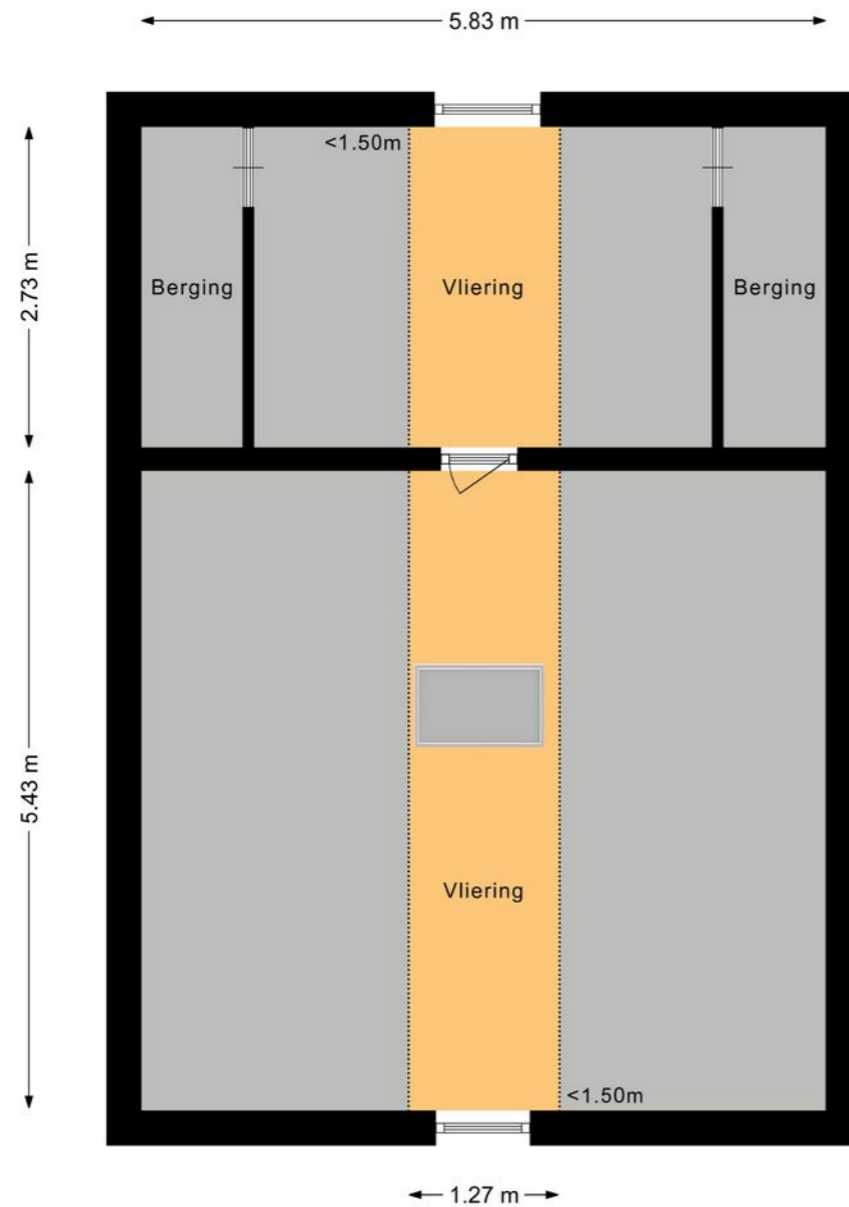 5.83 m
<1.50m
2.73 m
Berging
Vliering
Berging
5.43 m
Vliering
<1.50m
1.27 m